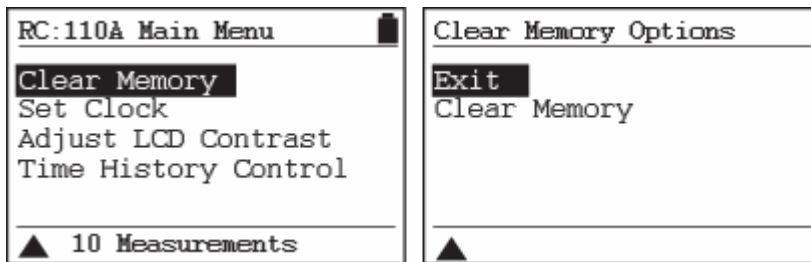 RC:110A Main Menu
Clear Memory
Set Clock
Adjust LCD Contrast
Time History Control
10 Measurements
Clear Memory Options
Exit
Clear Memory